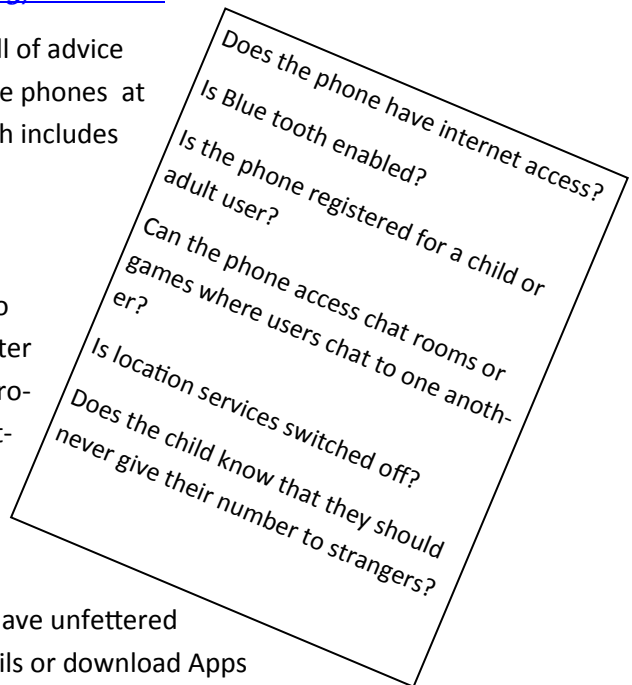 ll of advice
e phones at
h includes
o
ter
ro-
t-
ave unfettered
ils or download Apps
Does the phone have internet access?
Is Blue tooth enabled?
Is the phone registered for a child or
adult user?
Can the phone access chat rooms or
games where users chat to one anoth-
er?
Is location services switched off?
Does the child know that they should
never give their number to strangers?